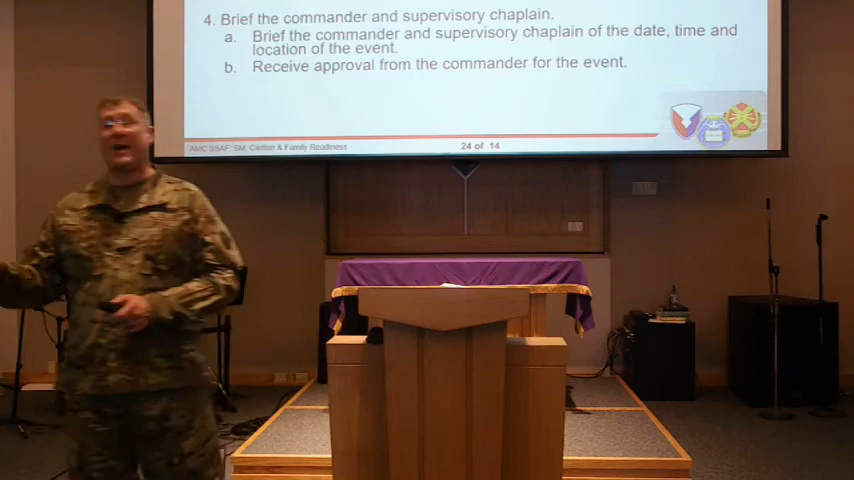 4. Brief the commander and supervisory chaplain.
a. Brief the commander and supervisory chaplain of the date, time and
location of the event.
b. Receive approval from the commander for the event.
AMC SSAF: SM, Civilian & Family Readiness
24 of 14